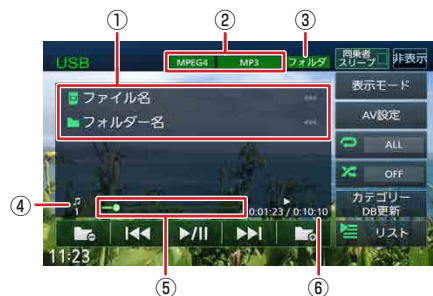 ① ② ③
USB MPEG4 MP3 フォルダ 同乗者スリープ 非表示
表示モード
ファイル名
フォルダー名
AV設定
ALL
OFF
④ 1 0:01:23 / 0:10:10
カテゴリー
DB更新
リスト
11:23
⑤ ⑥